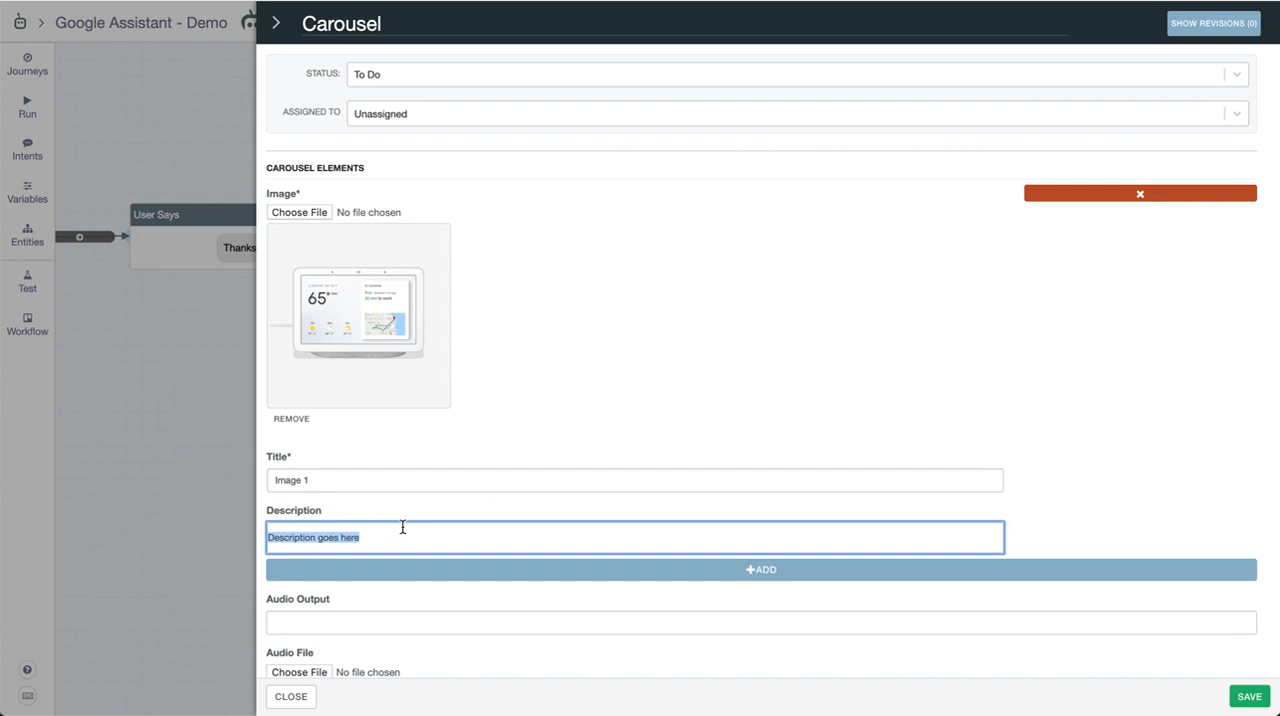 Google Assistant - Demo
Carousel
SHOW REVISIONS (0)
Journeys
Run
Intents
Variables
Entities
Test
Workflow
User Says
Thanks
STATUS:
To Do
ASSIGNED TO
Unassigned
CAROUSEL ELEMENTS
Image*
Choose File No file chosen
65°
REMOVE
Title*
Image 1
Description
Description goes here
+ADD
Audio Output
Audio File
Choose File No file chosen
CLOSE
SAVE